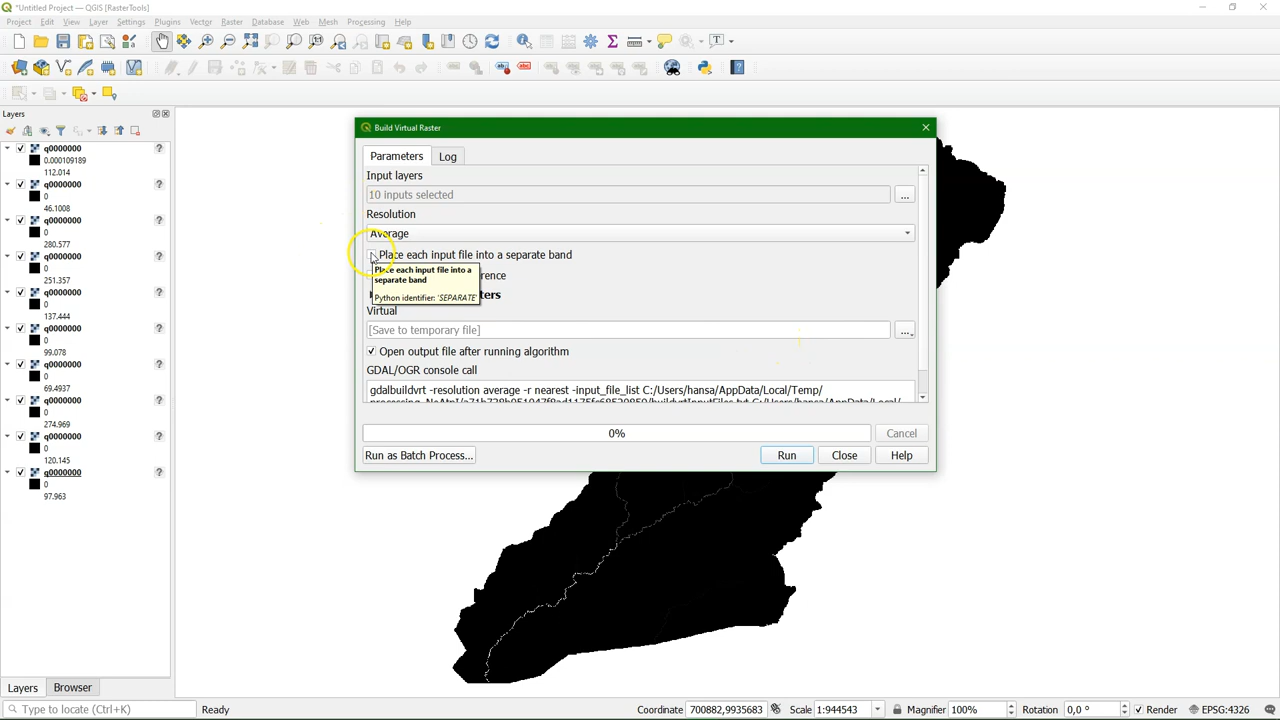 *Untitled Project — QGIS [RasterTools]
Project Edit View Layer Settings Plugins Vector Raster Database Web Mesh Processing Help
Layers
q0000000
0.000109189
112.014
q0000000
0
46.1008
q0000000
0
280.577
q0000000
0
251.357
q0000000
0
137.444
q0000000
0
99.078
q0000000
0
69.4937
q0000000
0
274.969
q0000000
0
120.145
q0000000
0
97.963
Build Virtual Raster
Parameters Log
Input layers
10 inputs selected
...
Resolution
Average
Place each input file into a separate band
Place each input file into a
separate band
Python identifier: 'SEPARATE'
Virtual
[Save to temporary file]
...
Open output file after running algorithm
GDAL/OGR console call
gdalbuildvrt -resolution average -r nearest -input_file_list C:/Users/hansa/AppData/Local/Temp/
0%
Cancel
Run as Batch Process...
Run
Close
Help
Layers Browser
Type to locate (Ctrl+K)
Ready
Coordinate 700882,9935683 Scale 1:944543 Magnifier 100% Rotation 0,0 ° Render EPSG:4326